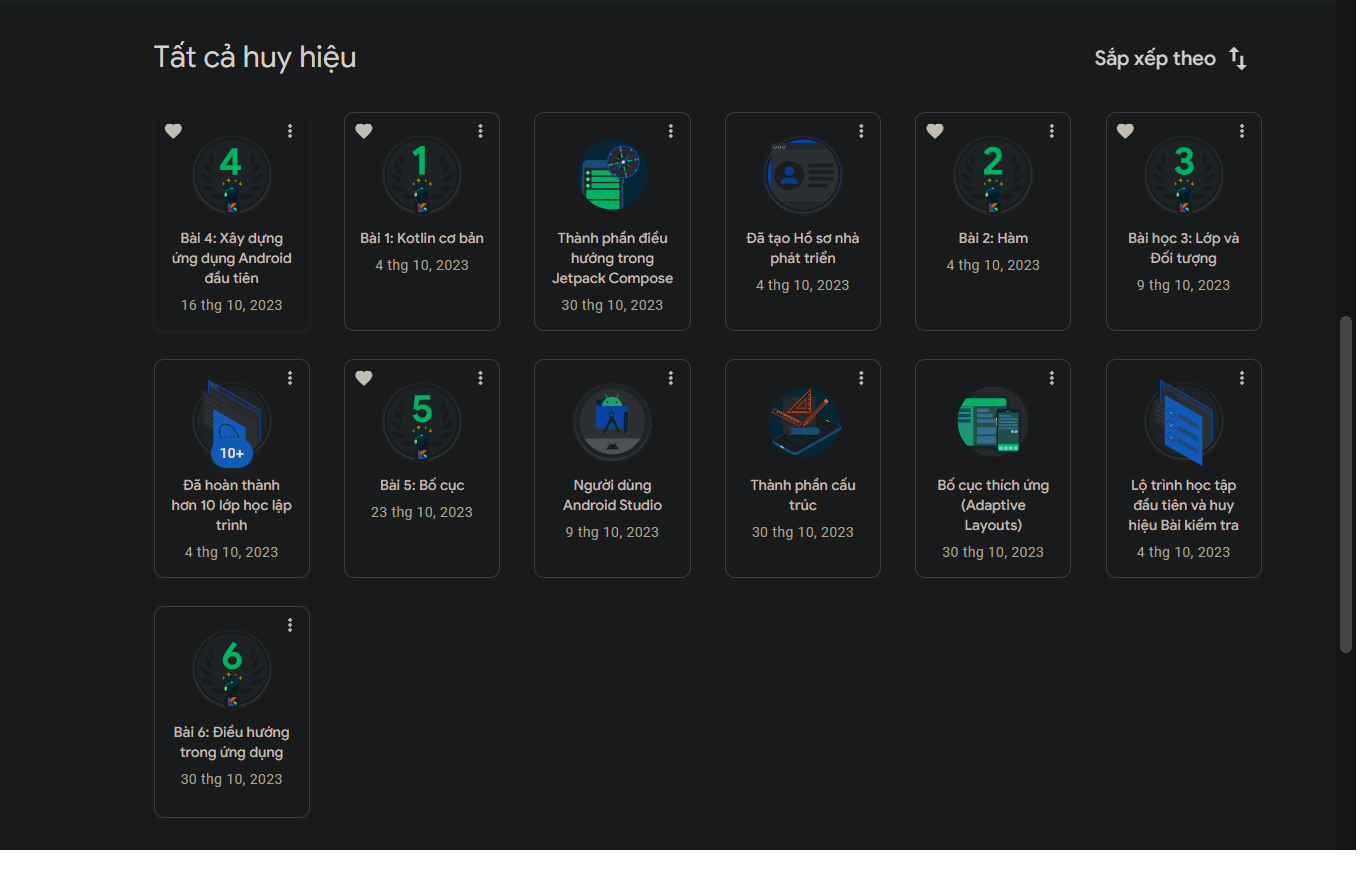 Tất cả huy hiệu
Sắp xếp theo
4
Bài 4: Xây dựng
ứng dụng Android
đầu tiên
16 thg 10, 2023
1
Bài 1: Kotlin cơ bản
4 thg 10, 2023
Thành phần điều
hướng trong
Jetpack Compose
30 thg 10, 2023
Đã tạo Hồ sơ nhà
phát triển
4 thg 10, 2023
2
Bài 2: Hàm
4 thg 10, 2023
3
Bài học 3: Lớp và
Đối tượng
9 thg 10, 2023
10+
Đã hoàn thành
hơn 10 lớp học lập
trình
4 thg 10, 2023
5
Bài 5: Bố cục
23 thg 10, 2023
Người dùng
Android Studio
9 thg 10, 2023
Thành phần cấu
trúc
30 thg 10, 2023
Bố cục thích ứng
(Adaptive
Layouts)
30 thg 10, 2023
Lộ trình học tập
đầu tiên và huy
hiệu Bài kiểm tra
4 thg 10, 2023
6
Bài 6: Điều hướng
trong ứng dụng
30 thg 10, 2023